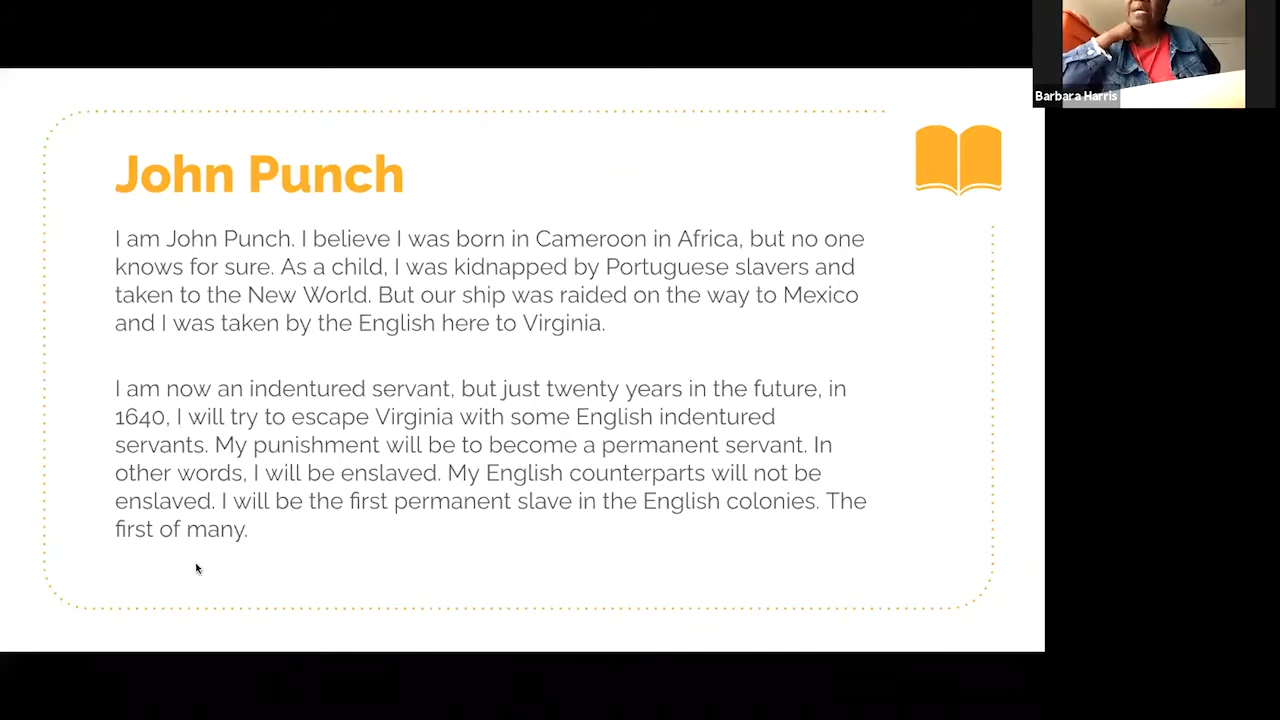 Barbara Harris
John Punch
I am John Punch. I believe I was born in Cameroon in Africa, but no one
knows for sure. As a child, I was kidnapped by Portuguese slavers and
taken to the New World. But our ship was raided on the way to Mexico
and I was taken by the English here to Virginia.
I am now an indentured servant, but just twenty years in the future, in
1640, I will try to escape Virginia with some English indentured
servants. My punishment will be to become a permanent servant. In
other words, I will be enslaved. My English counterparts will not be
enslaved. I will be the first permanent slave in the English colonies. The
first of many.